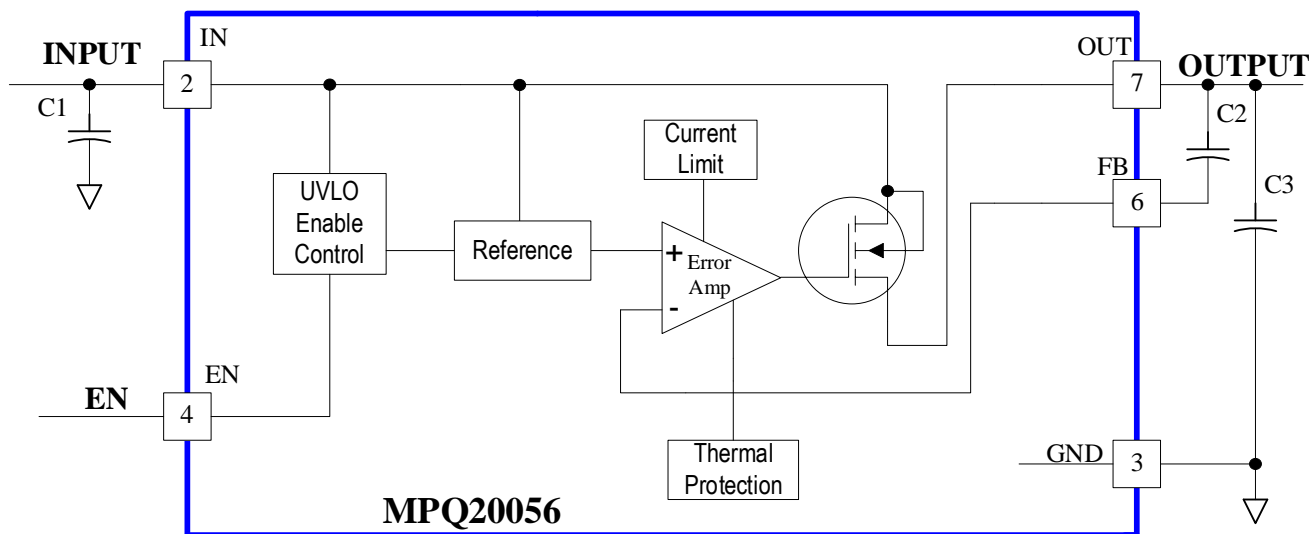 IN
INPUT
2
C1
OUT
OUTPUT
7
C2
FB
6
C3
Current
Limit
UVLO
Enable
Control
Reference
+
Error
Amp
-
EN
EN
4
Thermal
Protection
GND
3
MPQ20056